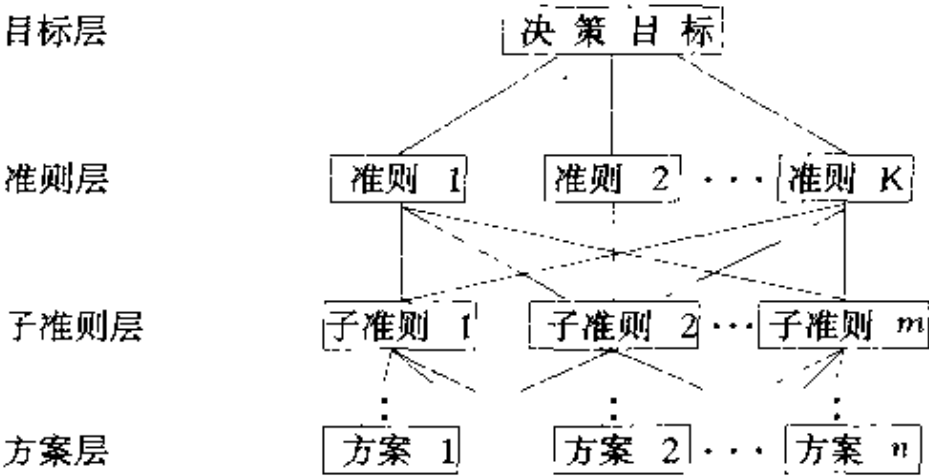 目标层 决策目标
准则层 准则 1 准则 2 ··· 准则 K
子准则层 子准则 1 子准则 2 ··· 子准则 m
方案层 方案 1 方案 2 ··· 方案 n